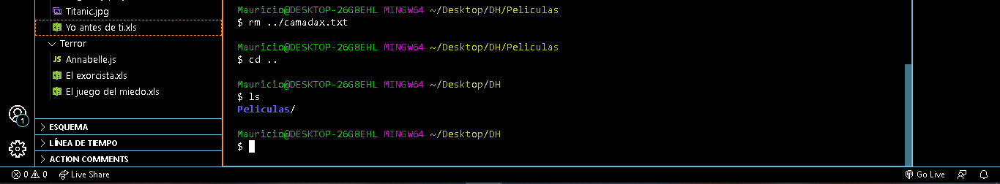 Titanic.jpg
Yo antes de ti.xls
Terror
JS Annabelle.js
El exorcista.xls
El juego del miedo.xls
1
ESQUEMA
LÍNEA DE TIEMPO
ACTION COMMENTS
Mauricio@DESKTOP-26G8EHL MINGW64 ~/Desktop/DH/Peliculas
$ rm ../camadax.txt
Mauricio@DESKTOP-26G8EHL MINGW64 ~/Desktop/DH/Peliculas
$ cd ..
Mauricio@DESKTOP-26G8EHL MINGW64 ~/Desktop/DH
$ ls
Peliculas/
Mauricio@DESKTOP-26G8EHL MINGW64 ~/Desktop/DH
$
0 0 Live Share Go Live